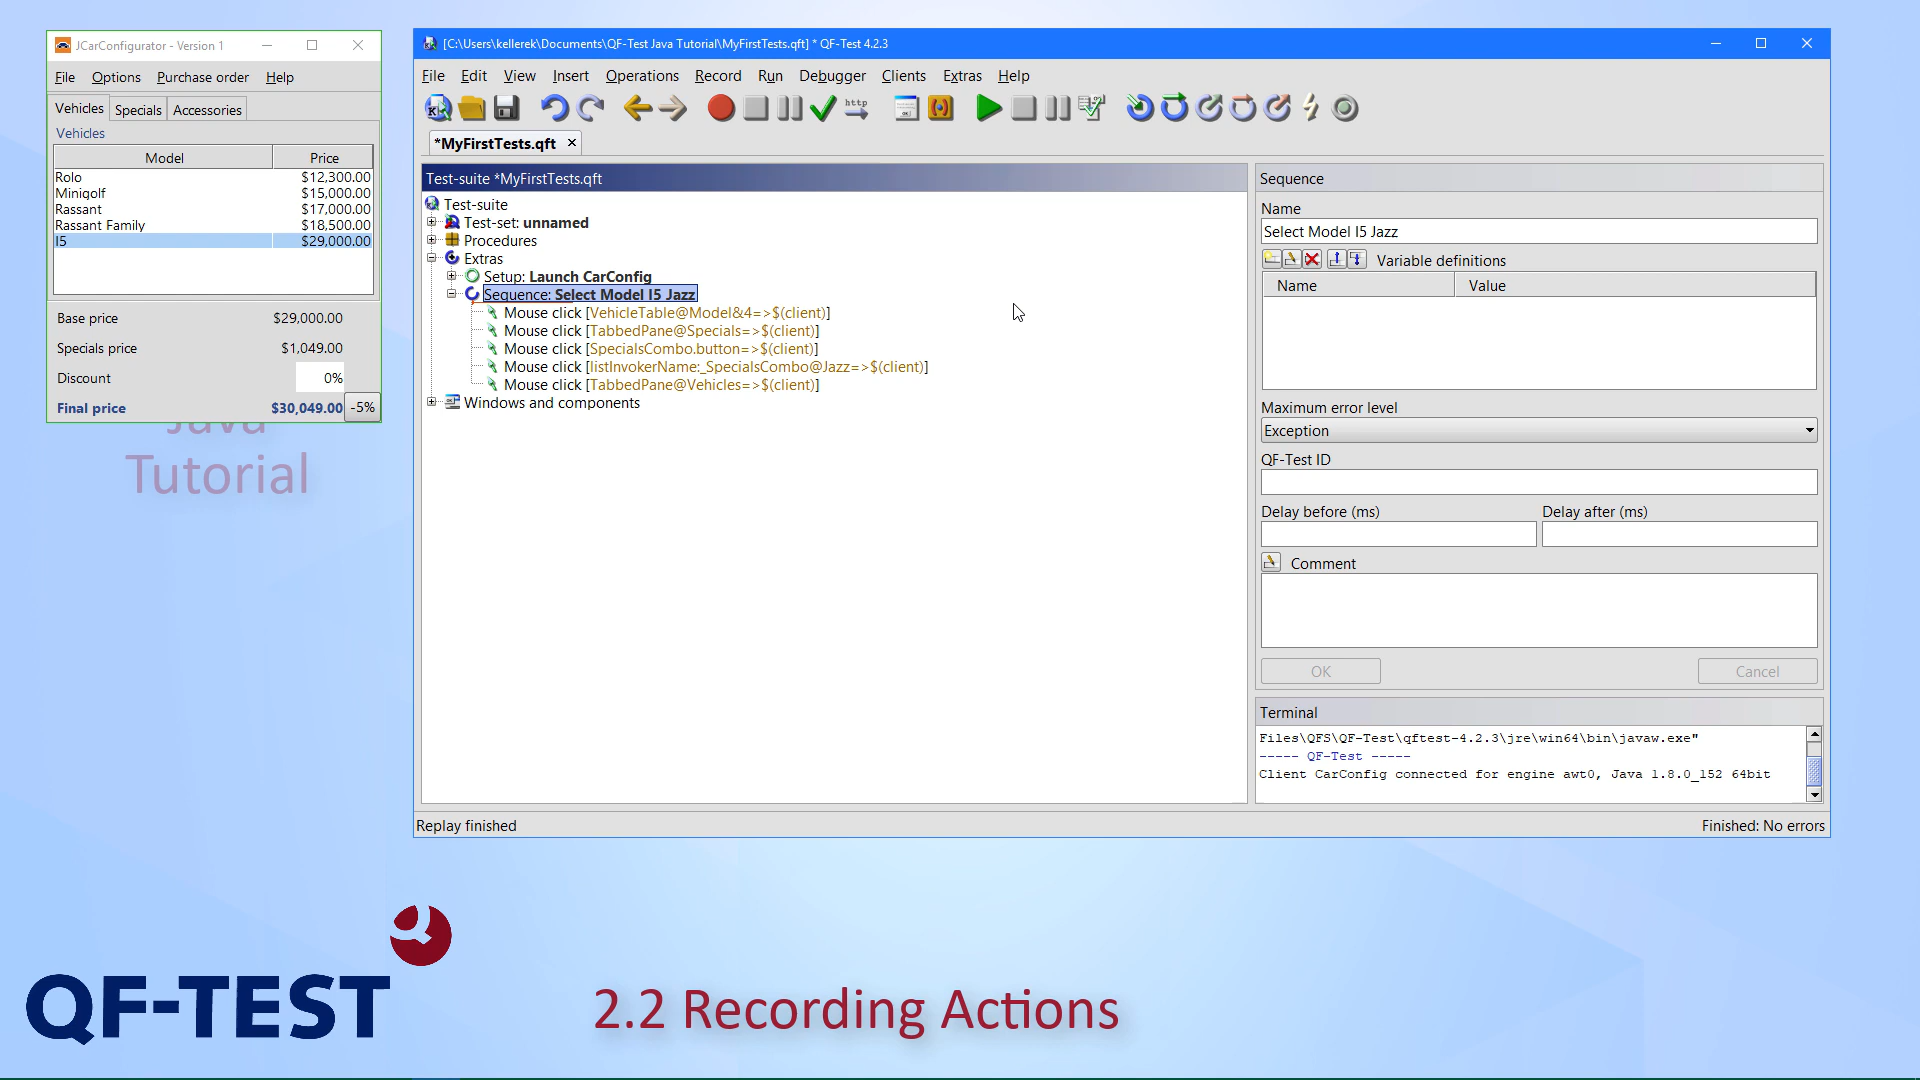 JCarConfigurator - Version 1
File Options Purchase order Help
Vehicles Specials Accessories
Vehicles
Model Price
Rolo $12,300.00
Minigolf $15,000.00
Rassant $17,000.00
Rassant Family $18,500.00
I5 $29,000.00
Base price $29,000.00
Specials price $1,049.00
Discount 0%
Final price $30,049.00 -5%
Java
Tutorial
[C:\Users\kellerek\Documents\QF-Test Java Tutorial\MyFirstTests.qft] * QF-Test 4.2.3
File Edit View Insert Operations Record Run Debugger Clients Extras Help
http
*MyFirstTests.qft
Test-suite *MyFirstTests.qft
Test-suite
Test-set: unnamed
Procedures
Extras
Setup: Launch CarConfig
Sequence: Select Model I5 Jazz
Mouse click [VehicleTable@Model&4=>$(client)]
Mouse click [TabbedPane@Specials=>$(client)]
Mouse click [SpecialsCombo.button=>$(client)]
Mouse click [listInvokerName:_SpecialsCombo@Jazz=>$(client)]
Mouse click [TabbedPane@Vehicles=>$(client)]
Windows and components
Sequence
Name
Select Model I5 Jazz
Variable definitions
Name Value
Maximum error level
Exception
QF-Test ID
Delay before (ms) Delay after (ms)
Comment
OK Cancel
Terminal
Files\QFS\QF-Test\qftest-4.2.3\jre\win64\bin\javaw.exe"
----- QF-Test -----
Client CarConfig connected for engine awt0, Java 1.8.0_152 64bit
Replay finished Finished: No errors
QF-TEST
2.2 Recording Actions